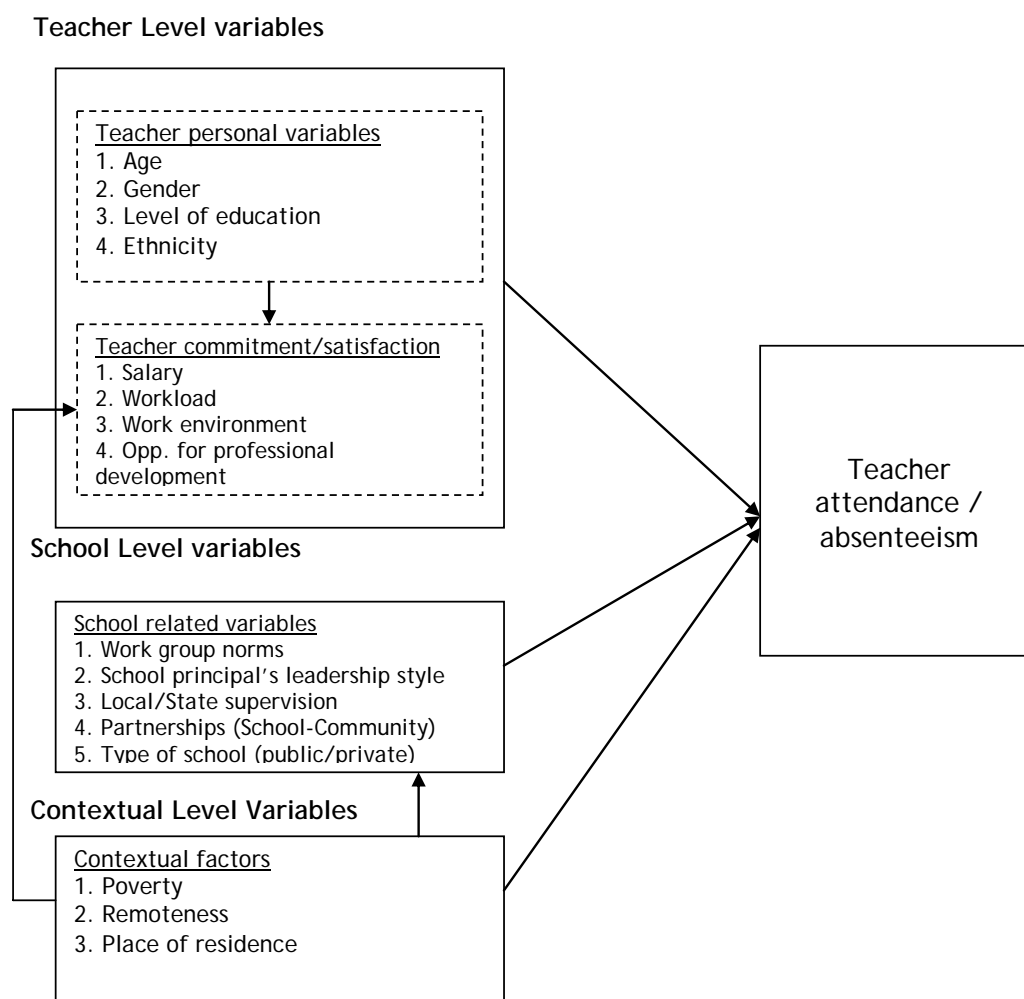 Teacher Level variables
Teacher personal variables
1. Age
2. Gender
3. Level of education
4. Ethnicity
Teacher commitment/satisfaction
1. Salary
2. Workload
3. Work environment
4. Opp. for professional
development
School Level variables
School related variables
1. Work group norms
2. School principal's leadership style
3. Local/State supervision
4. Partnerships (School-Community)
5. Type of school (public/private)
Contextual Level Variables
Contextual factors
1. Poverty
2. Remoteness
3. Place of residence
Teacher
attendance /
absenteeism